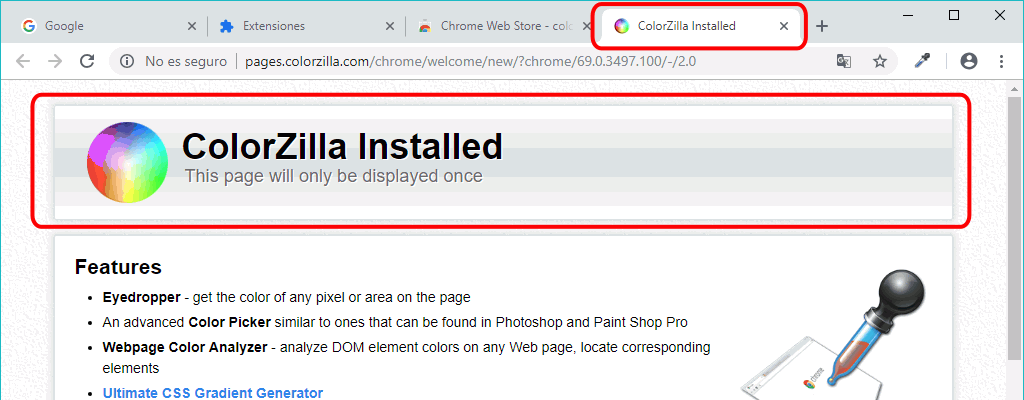 Google
Extensiones
Chrome Web Store - colo
ColorZilla Installed
No es seguro | pages.colorzilla.com/chrome/welcome/new/?chrome/69.0.3497.100/-/2.0
ColorZilla Installed
This page will only be displayed once
Features
Eyedropper - get the color of any pixel or area on the page
An advanced Color Picker similar to ones that can be found in Photoshop and Paint Shop Pro
Webpage Color Analyzer - analyze DOM element colors on any Web page, locate corresponding
elements
Ultimate CSS Gradient Generator
chrome